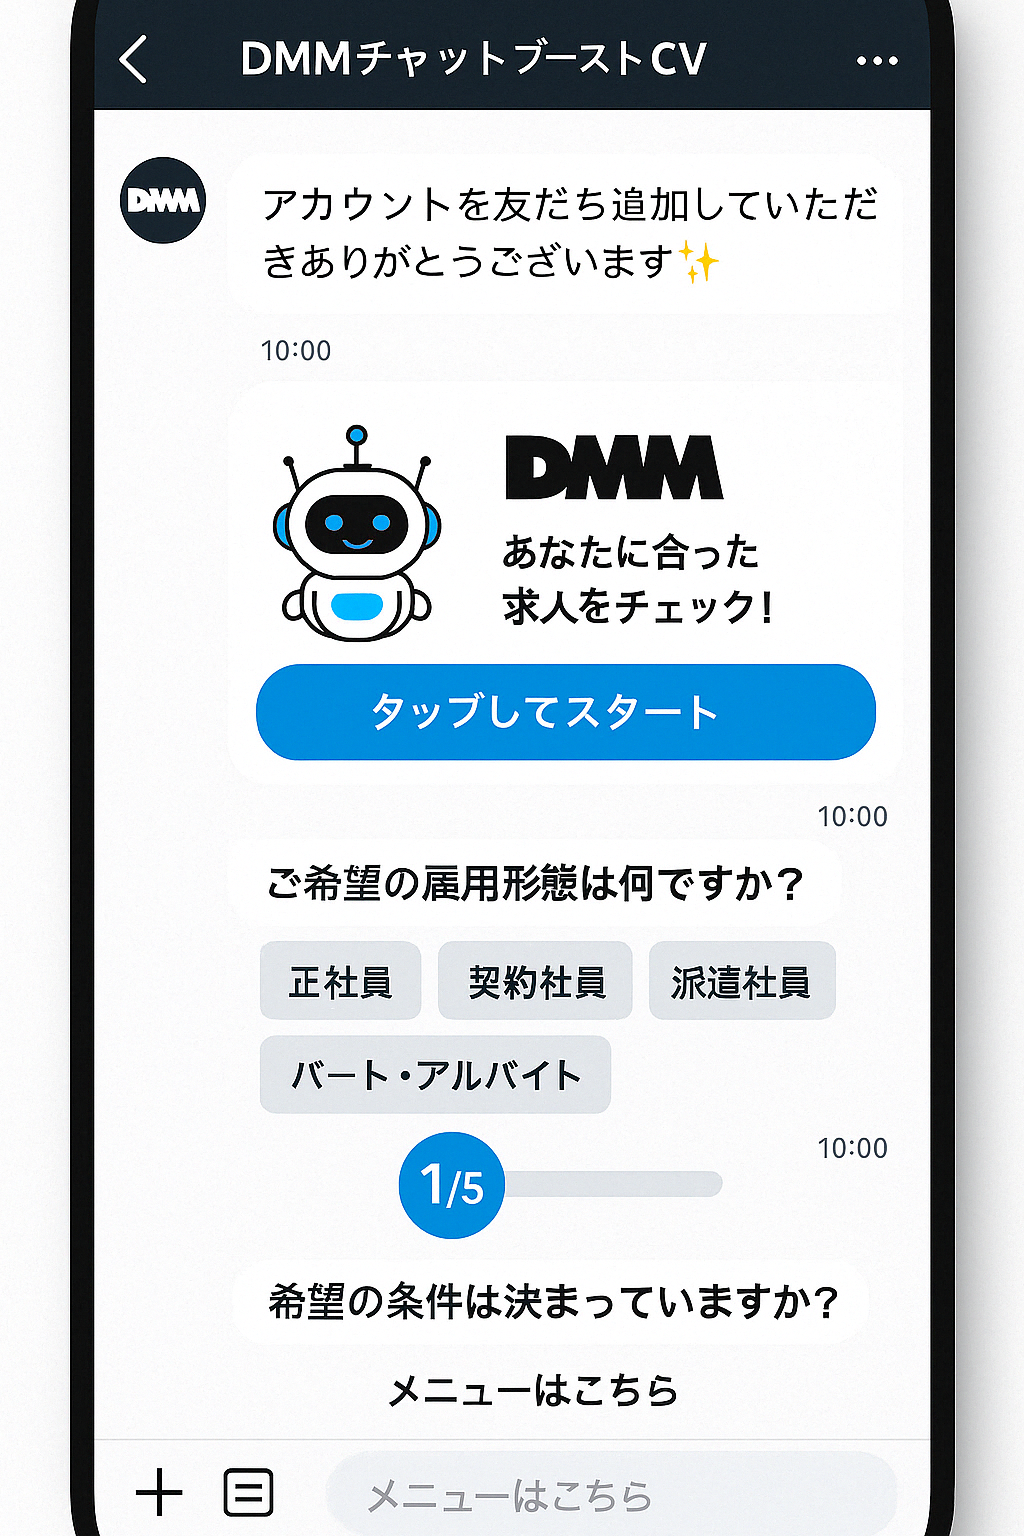 DMMチャットブーストCV
DMM
アカウントを友だち追加していただ
きありがとうございます✨
10:00
DMM
あなたに合った
求人をチェック!
タップしてスタート
10:00
ご希望の雇用形態は何ですか?
正社員
契約社員
派遣社員
パート・アルバイト
10:00
1/5
希望の条件は決まっていますか?
メニューはこちら
メニューはこちら